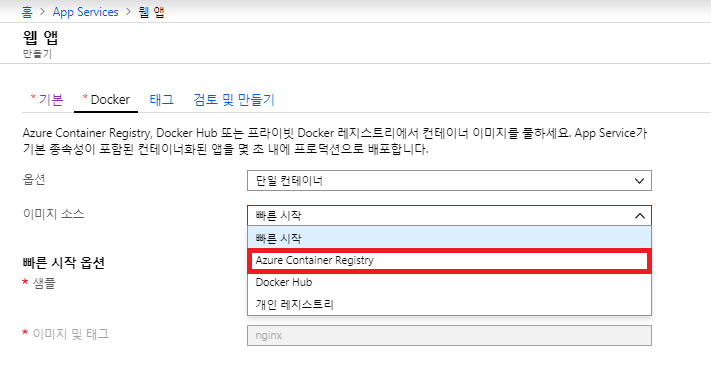 홈 > App Services > 웹 앱
웹 앱
만들기
* 기본 * Docker 태그 검토 및 만들기
Azure Container Registry, Docker Hub 또는 프라이빗 Docker 레지스트리에서 컨테이너 이미지를 풀하세요. App Service가
기본 종속성이 포함된 컨테이너화된 앱을 몇 초 내에 프로덕션으로 배포합니다.
옵션 단일 컨테이너
이미지 소스 빠른 시작
빠른 시작
Azure Container Registry
Docker Hub
개인 레지스트리
빠른 시작 옵션
* 샘플
* 이미지 및 태그 nginx